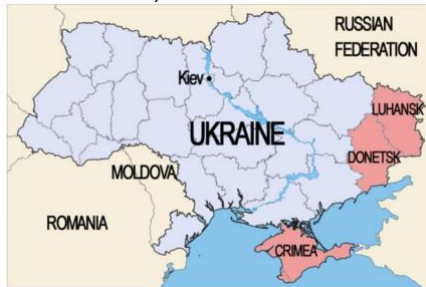 RUSSIAN
FEDERATION
Kiev
LUHANSK
UKRAINE
DONETSK
MOLDOVA
ROMANIA
CRIMEA